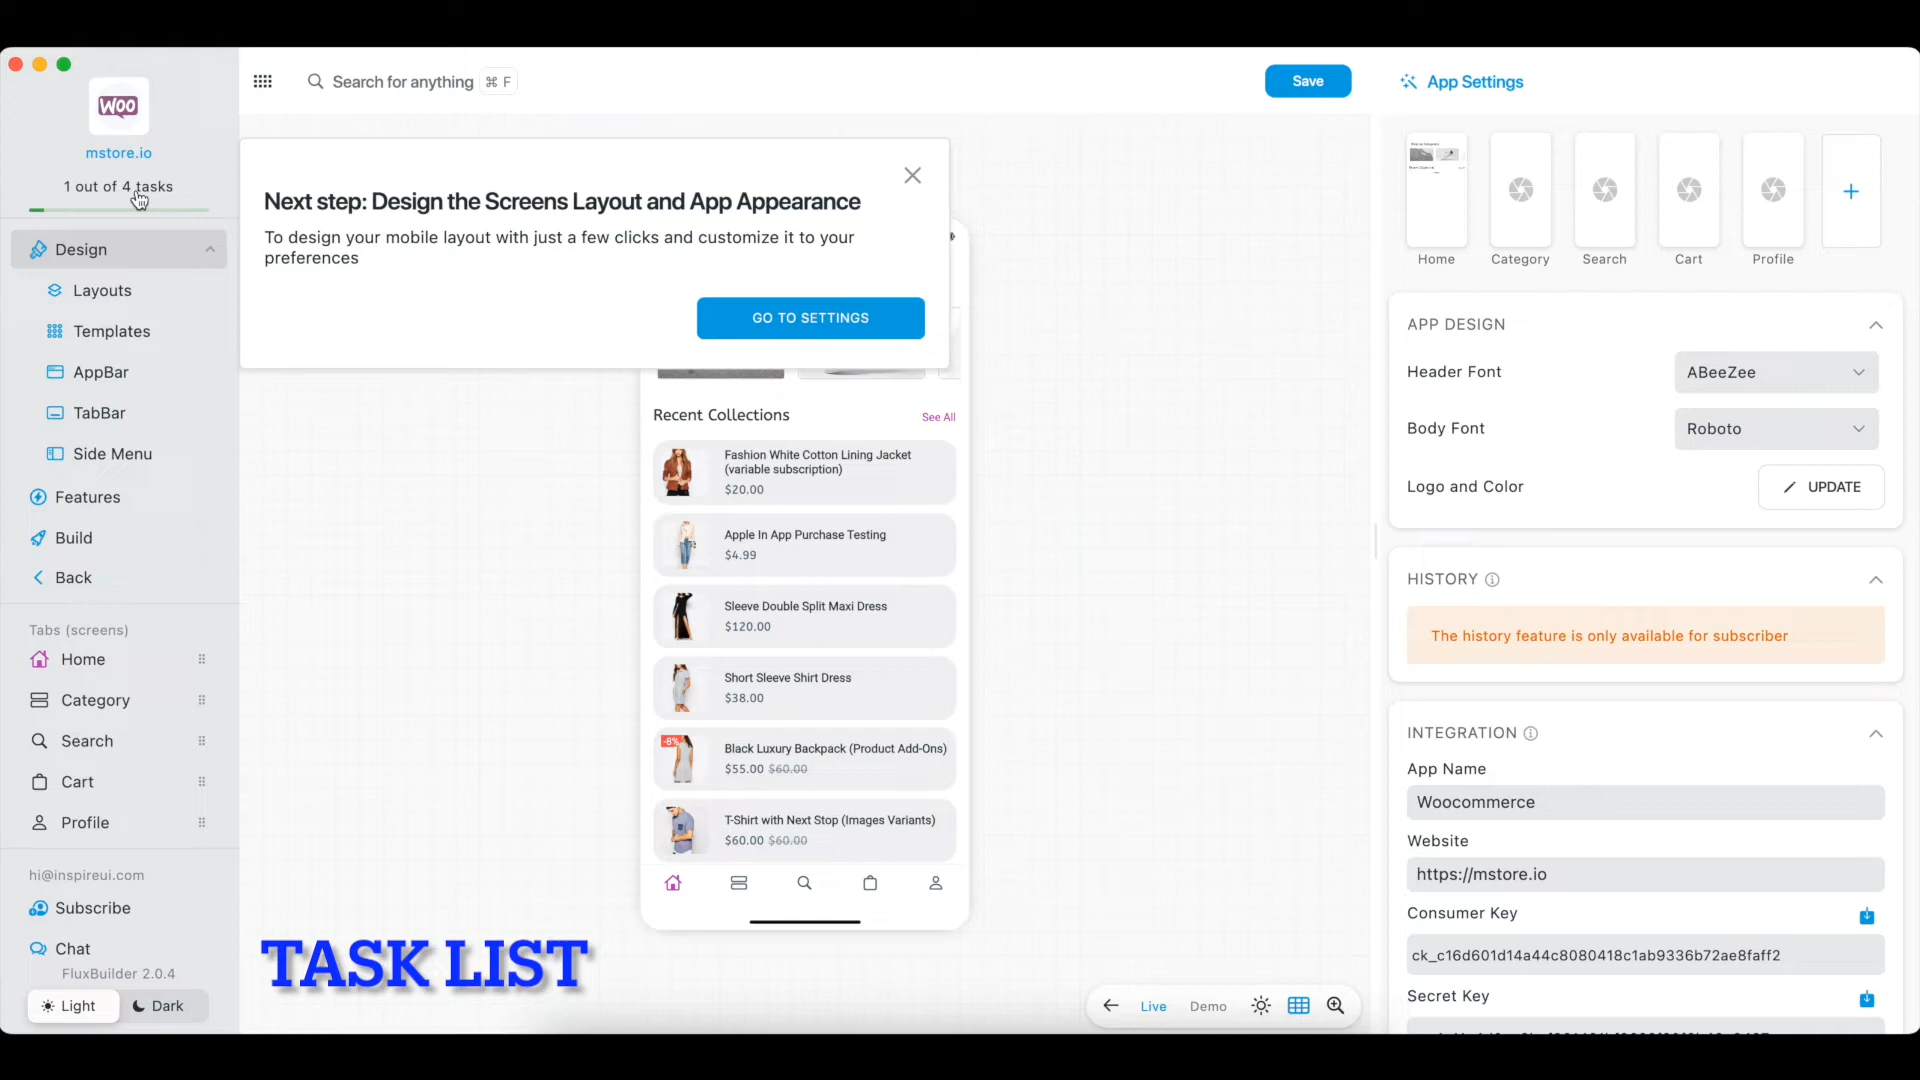 WOO
mstore.io
1 out of 4 tasks
Design
Layouts
Templates
AppBar
TabBar
Side Menu
Features
Build
Back
Tabs (screens)
Home
Category
Search
Cart
Profile
hi@inspireui.com
Subscribe
Chat
FluxBuilder 2.0.4
Light
Dark
Search for anything
⌘ F
Save
Next step: Design the Screens Layout and App Appearance
To design your mobile layout with just a few clicks and customize it to your
preferences
GO TO SETTINGS
Recent Collections
See All
Fashion White Cotton Lining Jacket
(variable subscription)
$20.00
Apple In App Purchase Testing
$4.99
Sleeve Double Split Maxi Dress
$120.00
Short Sleeve Shirt Dress
$38.00
-8%
Black Luxury Backpack (Product Add-Ons)
$55.00 $60.00
T-Shirt with Next Stop (Images Variants)
$60.00 $60.00
TASK LIST
Live
Demo
App Settings
Home
Category
Search
Cart
Profile
APP DESIGN
Header Font
ABeeZee
Body Font
Roboto
Logo and Color
UPDATE
HISTORY
The history feature is only available for subscriber
INTEGRATION
App Name
Woocommerce
Website
https://mstore.io
Consumer Key
ck_c16d601d14a44c8080418c1ab9336b72ae8faff2
Secret Key